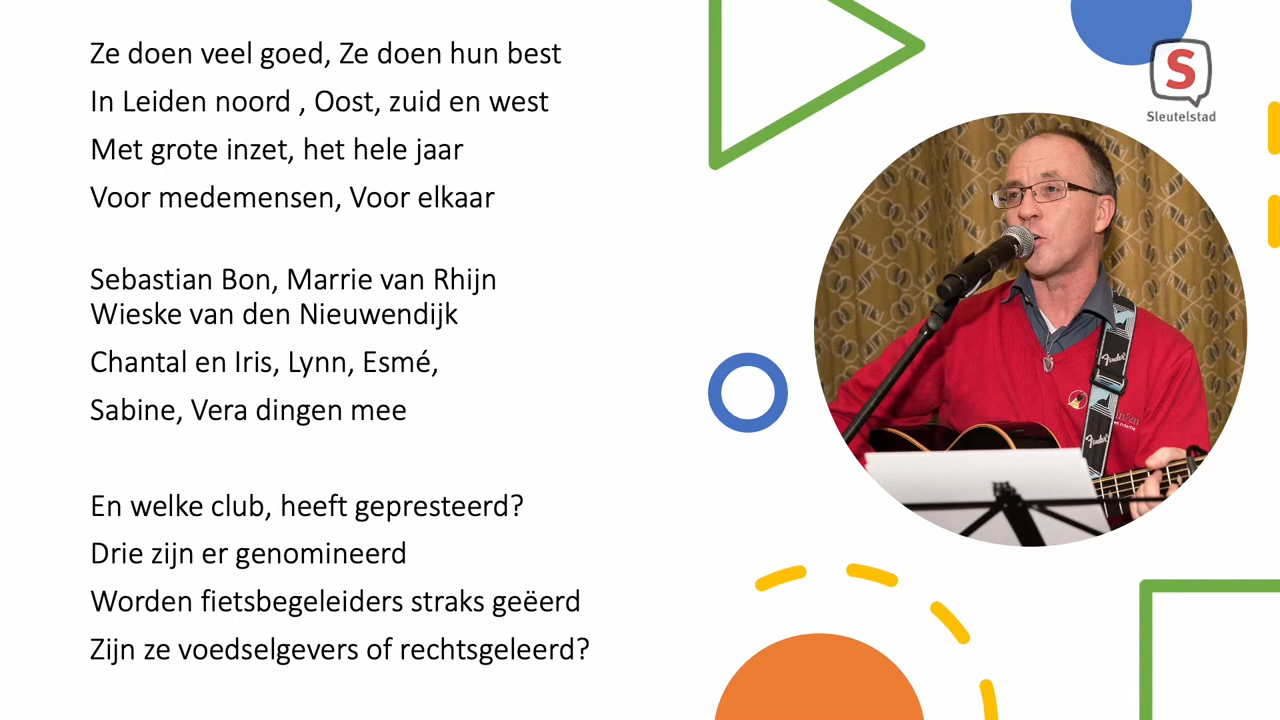 Ze doen veel goed, Ze doen hun best
In Leiden noord , Oost, zuid en west
Met grote inzet, het hele jaar
Voor medemensen, Voor elkaar
Sebastian Bon, Marrie van Rhijn
Wieske van den Nieuwendijk
Chantal en Iris, Lynn, Esmé,
Sabine, Vera dingen mee
En welke club, heeft gepresteerd?
Drie zijn er genomineerd
Worden fietsbegeleiders straks geëerd
Zijn ze voedselgevers of rechtsgeleerd?
S
Sleutelstad
Fender
Fender